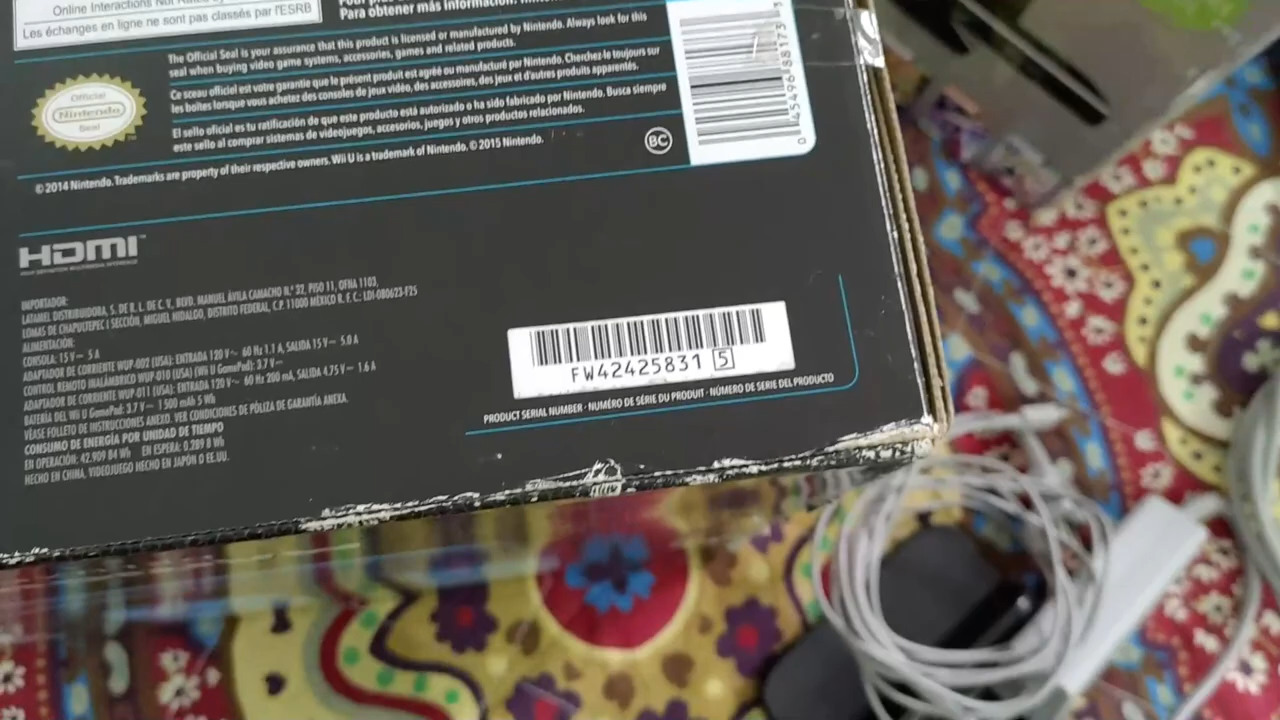 Online Interactions Not
Les échanges en ligne ne sont pas classés par l'ESRB
Para obtener más información:
The Official Seal is your assurance that this product is licensed or manufactured by Nintendo. Always look for this
seal when buying video game systems, accessories, games and related products.
Ce sceau officiel est votre garantie que le présent produit est agréé ou manufacturé par Nintendo. Cherchez-le toujours sur
les boîtes lorsque vous achetez des consoles de jeux vidéo, des accessoires, des jeux et d'autres produits apparentés.
El sello oficial es tu ratificación de que este producto está autorizado o ha sido fabricado por Nintendo. Busca siempre
este sello al comprar sistemas de videojuegos, accesorios, juegos y otros productos relacionados.
Official
Nintendo
Seal
© 2014 Nintendo. Trademarks are property of their respective owners. Wii U is a trademark of Nintendo. © 2015 Nintendo.
BC
0 45496 88173 3
HDMI™
HIGH-DEFINITION MULTIMEDIA INTERFACE
IMPORTADOR:
LATAMEL DISTRIBUIDORA, S. DE R. L. DE C. V., BLVD. MANUEL ÁVILA CAMACHO N.° 32, PISO 11, OFNA 1103,
LOMAS DE CHAPULTEPEC I SECCIÓN, MIGUEL HIDALGO, DISTRITO FEDERAL, C.P. 11000 MÉXICO R. F. C.: LDI-080623-F25
ALIMENTACIÓN:
CONSOLA: 15 V⎓ 5 A
ADAPTADOR DE CORRIENTE WUP-002 (USA): ENTRADA 120 V~ 60 Hz 1.1 A, SALIDA 15 V⎓ 5.0 A
CONTROL REMOTO INALÁMBRICO WUP-010 (USA) (Wii U GamePad): 3.7 V⎓
ADAPTADOR DE CORRIENTE WUP-011 (USA): ENTRADA 120 V~ 60 Hz 200 mA, SALIDA 4.75 V⎓ 1.6 A
BATERÍA DEL Wii U GamePad: 3.7 V⎓ 1 500 mAh 5 Wh
VÉASE FOLLETO DE INSTRUCCIONES ANEXO. VER CONDICIONES DE PÓLIZA DE GARANTÍA ANEXA.
CONSUMO DE ENERGÍA POR UNIDAD DE TIEMPO
EN OPERACIÓN: 42.909 84 Wh EN ESPERA: 0.289 8 Wh
HECHO EN CHINA. VIDEOJUEGO HECHO EN JAPÓN O EE.UU.
FW42425831 5
PRODUCT SERIAL NUMBER · NUMÉRO DE SÉRIE DU PRODUIT · NÚMERO DE SERIE DEL PRODUCTO